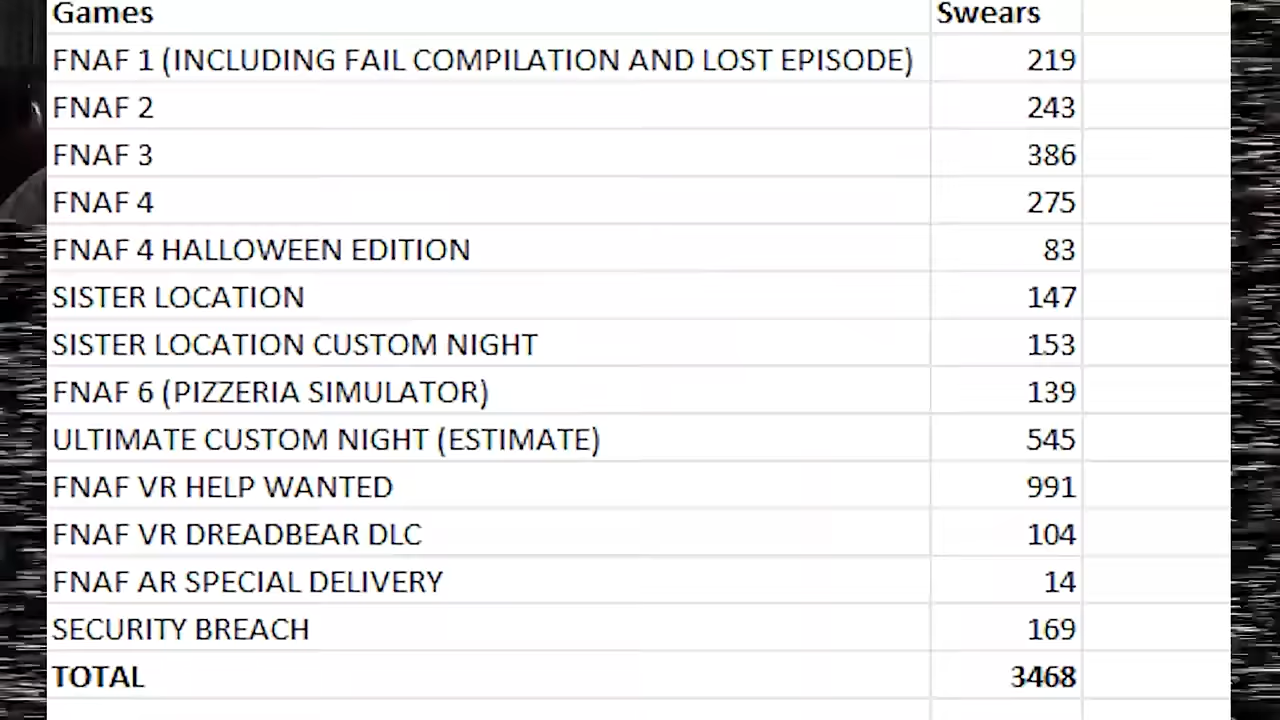 Games Swears
FNAF 1 (INCLUDING FAIL COMPILATION AND LOST EPISODE) 219
FNAF 2 243
FNAF 3 386
FNAF 4 275
FNAF 4 HALLOWEEN EDITION 83
SISTER LOCATION 147
SISTER LOCATION CUSTOM NIGHT 153
FNAF 6 (PIZZERIA SIMULATOR) 139
ULTIMATE CUSTOM NIGHT (ESTIMATE) 545
FNAF VR HELP WANTED 991
FNAF VR DREADBEAR DLC 104
FNAF AR SPECIAL DELIVERY 14
SECURITY BREACH 169
TOTAL 3468